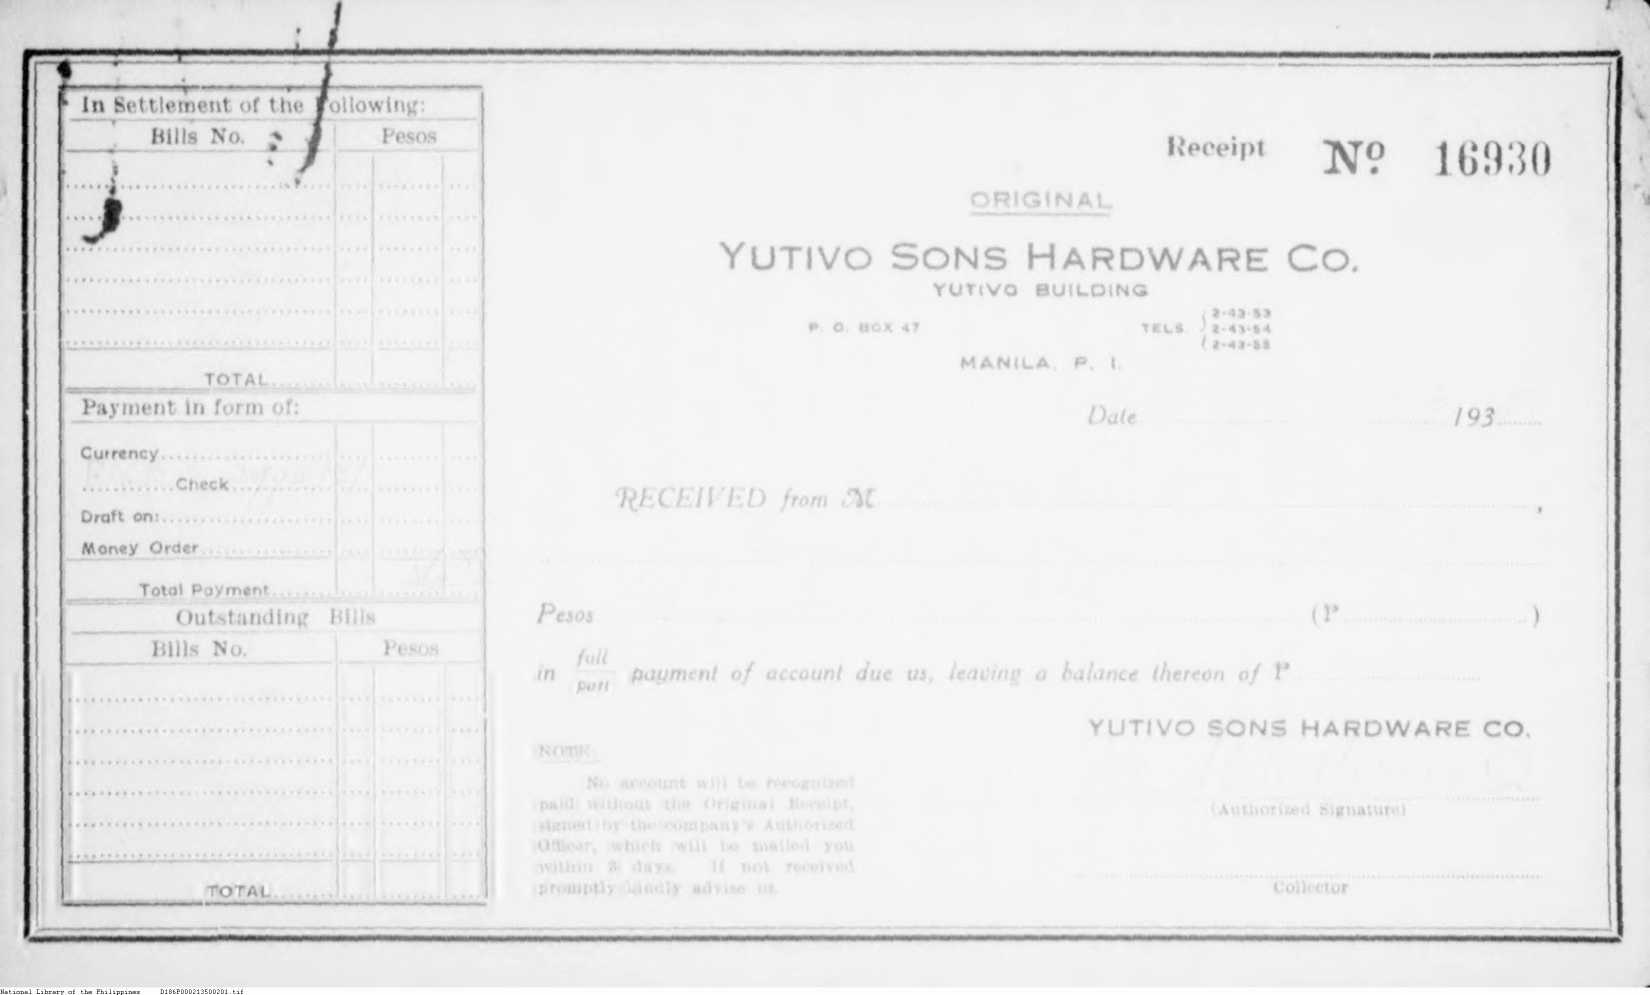 In Settlement of the Following:
Bills No. Pesos
TOTAL
Payment in form of:
Currency
Check
Draft on:
Money Order
Total Payment
Outstanding Bills
Bills No. Pesos
TOTAL
Receipt Nº 16930
ORIGINAL
YUTIVO SONS HARDWARE CO.
YUTIVO BUILDING
P. O. BOX 47 TELS. 2-43-53
2-43-54
2-43-55
MANILA, P. I.
Date 193
RECEIVED from M ,
Pesos (₱ )
in full/part payment of account due us, leaving a balance thereon of ₱
YUTIVO SONS HARDWARE CO.
(Authorized Signature)
Collector
NOTE:
No account will be recognized
paid without the Original Receipt,
signed by the company's Authorized
Officer, which will be mailed you
within 3 days. If not received
promptly kindly advise us.
National Library of the Philippines D186P000213500201.tif